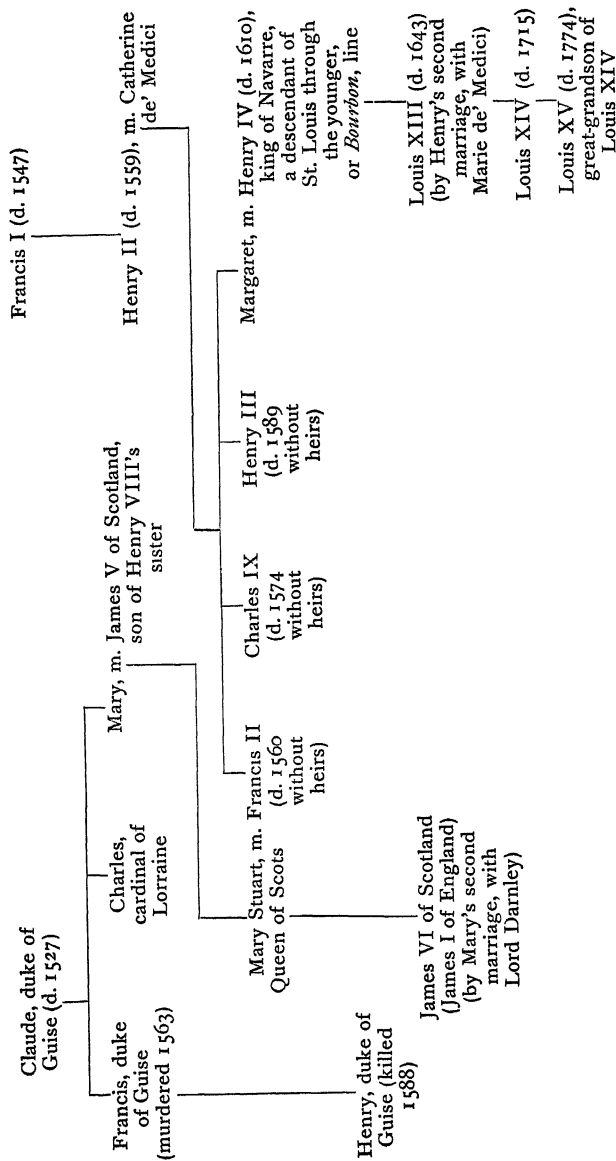 Claude, duke of
Guise (d. 1527)
Francis I (d. 1547)
Francis, duke
of Guise
(murdered 1563)
Charles,
cardinal of
Lorraine
Mary, m. James V of Scotland,
son of Henry VIII's
sister
Henry II (d. 1559), m. Catherine
de' Medici
Mary Stuart, m. Francis II
Queen of Scots
(d. 1560
without
heirs)
Charles IX
(d. 1574
without
heirs)
Henry III
(d. 1589
without
heirs)
Margaret, m. Henry IV (d. 1610),
king of Navarre,
a descendant of
St. Louis through
the younger,
or Bourbon, line
Henry, duke of
Guise (killed
1588)
James VI of Scotland
(James I of England)
(by Mary's second
marriage, with
Lord Darnley)
Louis XIII (d. 1643)
(by Henry's second
marriage, with
Marie de' Medici)
Louis XIV (d. 1715)
Louis XV (d. 1774),
great-grandson of
Louis XIV